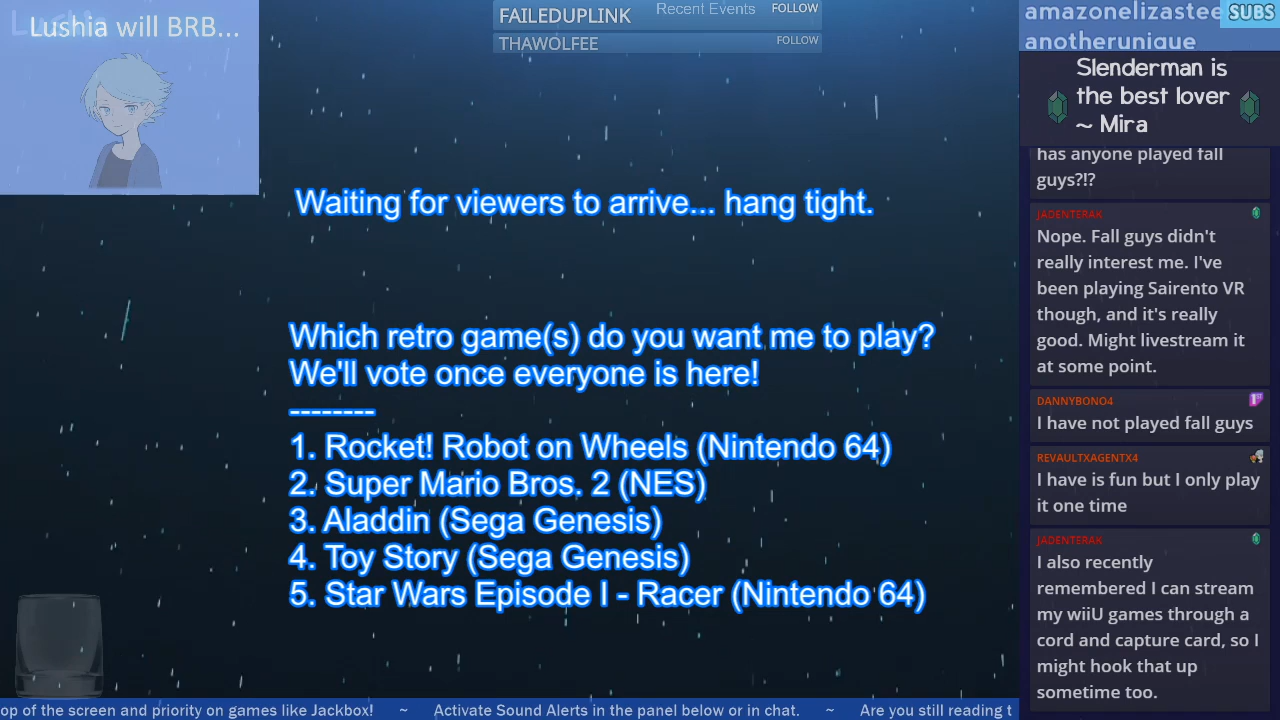 Lushia will BRB...
FAILEDUPLINK
Recent Events
FOLLOW
THAWOLFEE
FOLLOW
Waiting for viewers to arrive... hang tight.
Which retro game(s) do you want me to play?
We'll vote once everyone is here!
--------
1. Rocket! Robot on Wheels (Nintendo 64)
2. Super Mario Bros. 2 (NES)
3. Aladdin (Sega Genesis)
4. Toy Story (Sega Genesis)
5. Star Wars Episode I - Racer (Nintendo 64)
amazonelizastee
SUBS
anotherunique
Slenderman is
the best lover
~ Mira
has anyone played fall
guys?!?
JADENTERAK
Nope. Fall guys didn't
really interest me. I've
been playing Sairento VR
though, and it's really
good. Might livestream it
at some point.
DANNYBONO4
I have not played fall guys
REVAULTXAGENTX4
I have is fun but I only play
it one time
JADENTERAK
I also recently
remembered I can stream
my wiiU games through a
cord and capture card, so I
might hook that up
sometime too.
op of the screen and priority on games like Jackbox! ~ Activate Sound Alerts in the panel below or in chat. ~ Are you still reading t